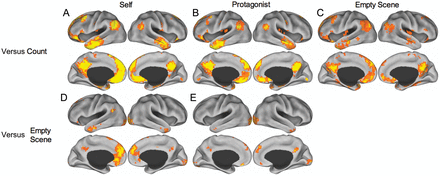 Self Protagonist Empty Scene
A B C
Versus Count
D E
Versus Empty
Scene